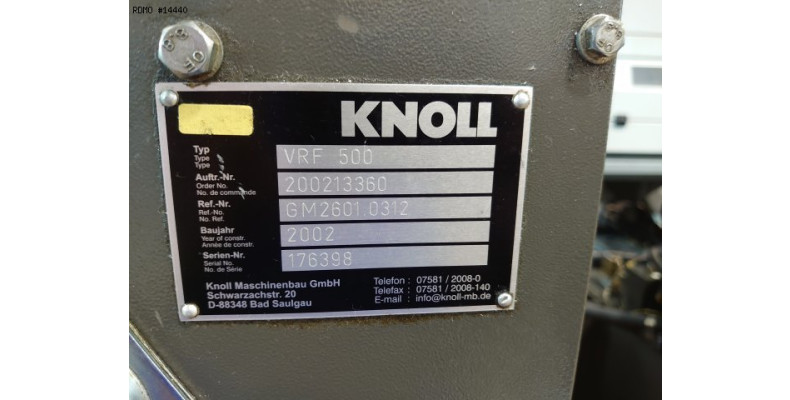 RDMO #14440
8.8
OF
KNOLL
Typ
Type
Type
VRF 500
Auftr.-Nr.
Order No.
No. de commande
200213360
Ref.-Nr.
Ref.-No.
No. Ref.
GM2601.0312
Baujahr
Year of constr.
Année de constr.
2002
Serien-Nr.
Serial No.
No. de Série
176398
Knoll Maschinenbau GmbH
Schwarzachstr. 20
D-88348 Bad Saulgau
Telefon : 07581 / 2008-0
Telefax : 07581 / 2008-140
E-mail : info@knoll-mb.de